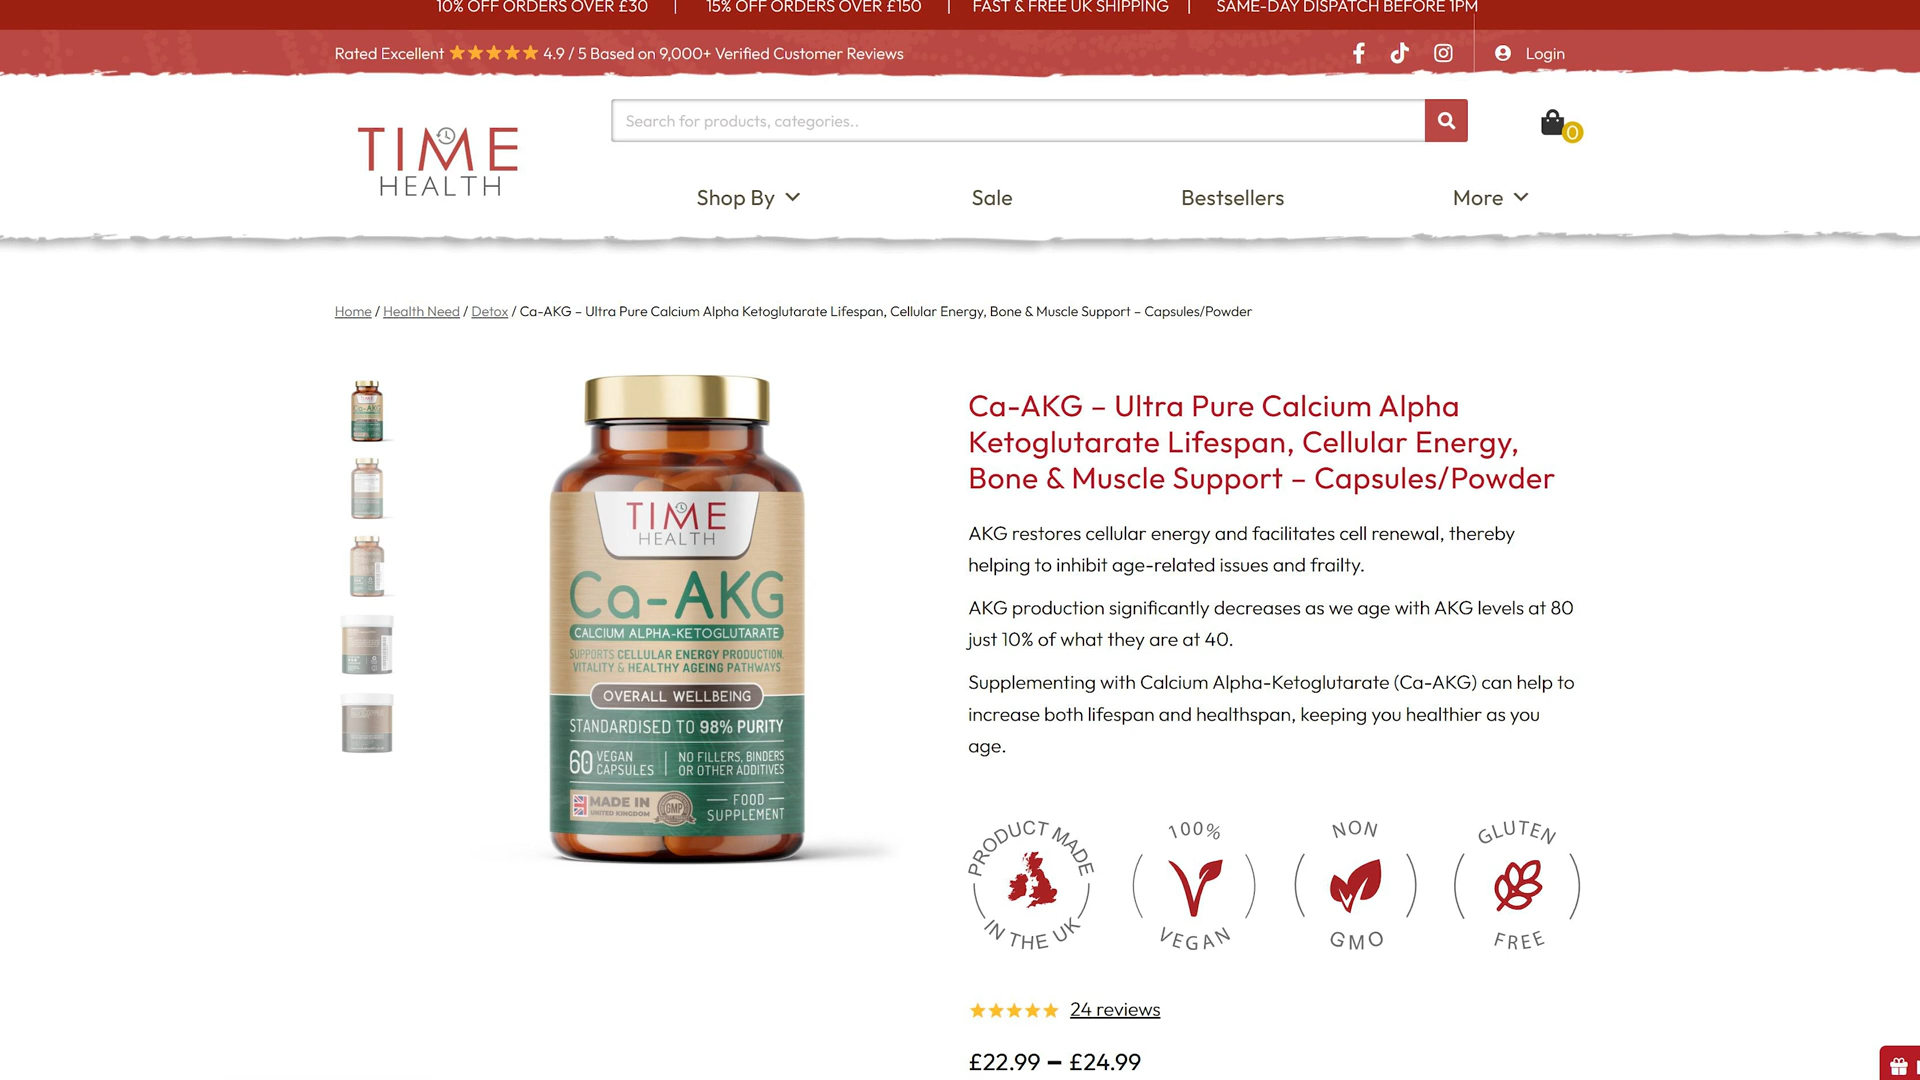 10% OFF ORDERS OVER £30 | 15% OFF ORDERS OVER £150 | FAST & FREE UK SHIPPING | SAME-DAY DISPATCH BEFORE 1PM
Rated Excellent ★★★★★ 4.9 / 5 Based on 9,000+ Verified Customer Reviews
Login
TIME
HEALTH
Search for products, categories..
0
Shop By
Sale
Bestsellers
More
Home / Health Need / Detox / Ca-AKG – Ultra Pure Calcium Alpha Ketoglutarate Lifespan, Cellular Energy, Bone & Muscle Support – Capsules/Powder
TIME
HEALTH
Ca-AKG
CALCIUM ALPHA-KETOGLUTARATE
SUPPORTS CELLULAR ENERGY PRODUCTION,
VITALITY & HEALTHY AGEING PATHWAYS
OVERALL WELLBEING
STANDARDISED TO 98% PURITY
60 VEGAN CAPSULES
NO FILLERS, BINDERS
OR OTHER ADDITIVES
MADE IN
UNITED KINGDOM
GMP
FOOD
SUPPLEMENT
Ca-AKG – Ultra Pure Calcium Alpha
Ketoglutarate Lifespan, Cellular Energy,
Bone & Muscle Support – Capsules/Powder
AKG restores cellular energy and facilitates cell renewal, thereby
helping to inhibit age-related issues and frailty.
AKG production significantly decreases as we age with AKG levels at 80
just 10% of what they are at 40.
Supplementing with Calcium Alpha-Ketoglutarate (Ca-AKG) can help to
increase both lifespan and healthspan, keeping you healthier as you
age.
PRODUCT MADE
IN THE UK
100%
VEGAN
NON
GMO
GLUTEN
FREE
24 reviews
£22.99 – £24.99